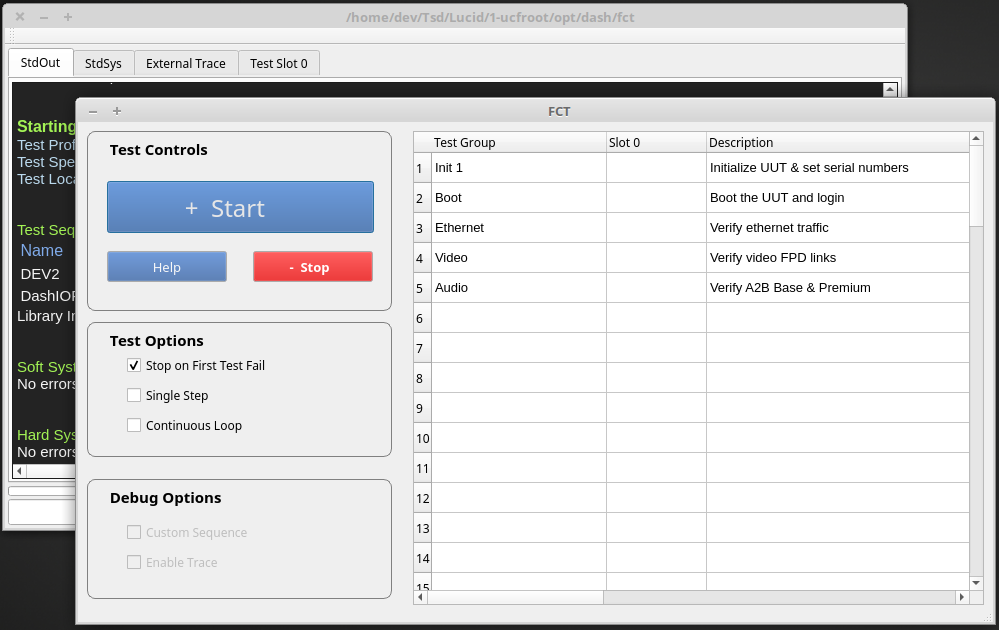 /home/dev/Tsd/Lucid/1-ucfroot/opt/dash/fct
StdOut StdSys External Trace Test Slot 0
Starting
Test Prof
Test Spe
Test Loca
Test Seq
Name
DEV2
DashIOP
Library In
Soft Syst
No errors
Hard Sys
No errors
FCT
Test Controls
+ Start
Help - Stop
Test Options
Stop on First Test Fail
Single Step
Continuous Loop
Debug Options
Custom Sequence
Enable Trace
Test Group Slot 0 Description
1 Init 1 Initialize UUT & set serial numbers
2 Boot Boot the UUT and login
3 Ethernet Verify ethernet traffic
4 Video Verify video FPD links
5 Audio Verify A2B Base & Premium
6
7
8
9
10
11
12
13
14
15